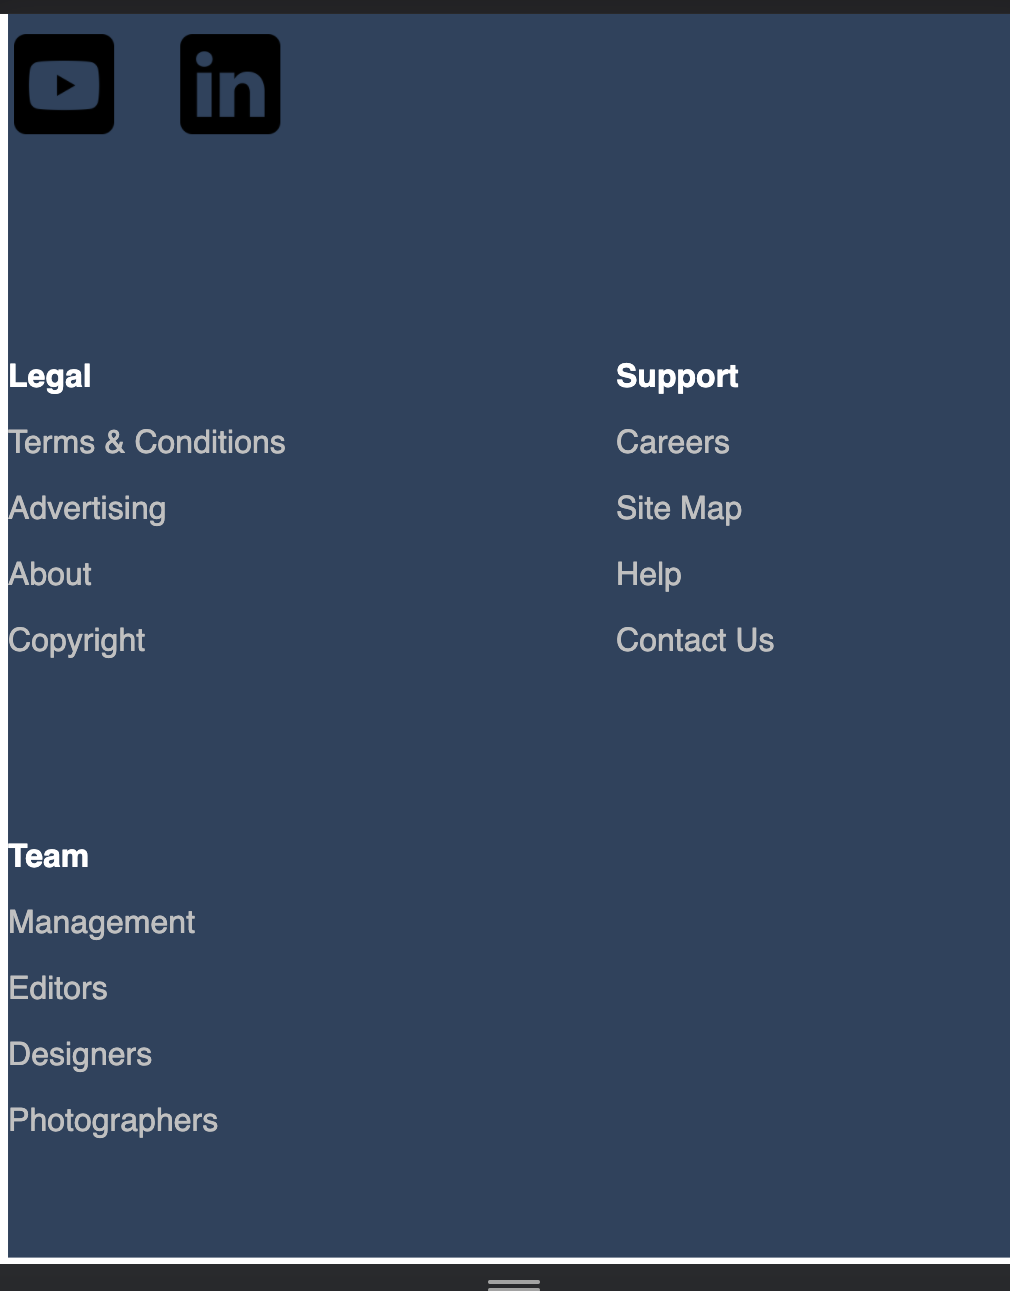 in
Legal
Terms & Conditions
Advertising
About
Copyright
Support
Careers
Site Map
Help
Contact Us
Team
Management
Editors
Designers
Photographers